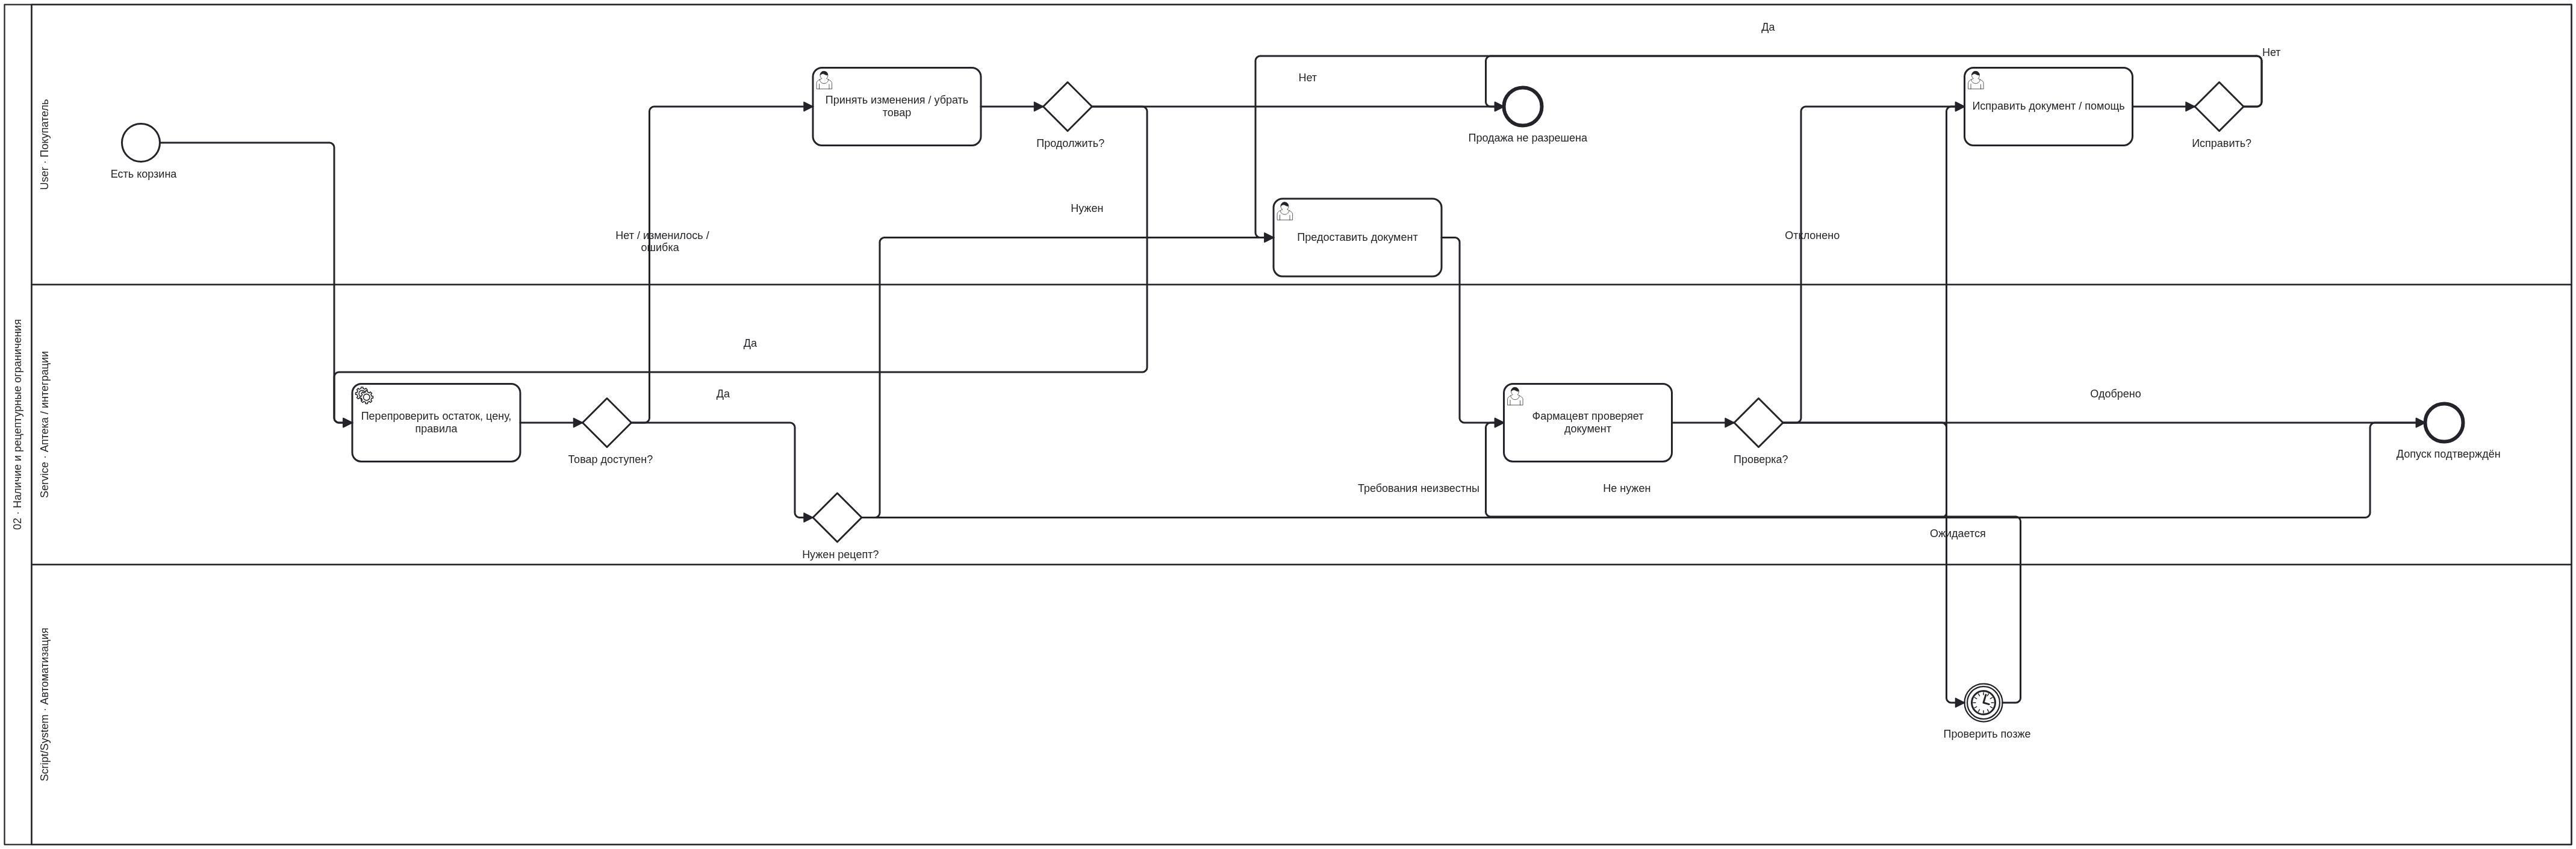 02 · Наличие и рецептурные ограничения
User · Покупатель
Есть корзина
Принять изменения / убрать
товар
Продолжить?
Нет
Да
Нет
Продажа не разрешена
Исправить документ / помощь
Исправить?
Нужен
Нет / изменилось /
ошибка
Предоставить документ
Отклонено
Service · Аптека / интеграции
Да
Перепроверить остаток, цену,
правила
Товар доступен?
Да
Нужен рецепт?
Фармацевт проверяет
документ
Проверка?
Одобрено
Допуск подтверждён
Требования неизвестны
Не нужен
Ожидается
Script/System · Автоматизация
Проверить позже